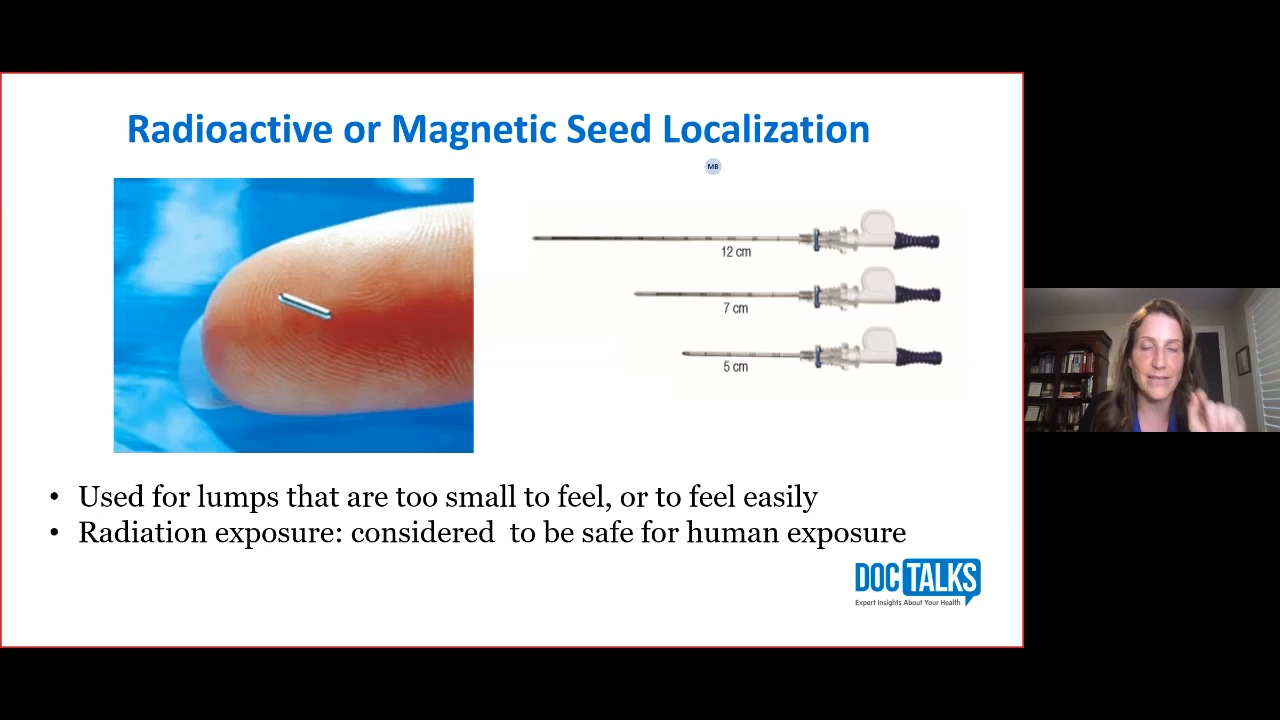 Radioactive or Magnetic Seed Localization
MB
12 cm
7 cm
5 cm
• Used for lumps that are too small to feel, or to feel easily
• Radiation exposure: considered  to be safe for human exposure
DOC TALKS
Expert Insights About Your Health